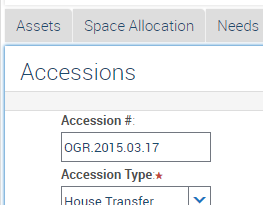 Assets Space Allocation Needs
Accessions
Accession #:
OGR.2015.03.17
Accession Type:★
House Transfer